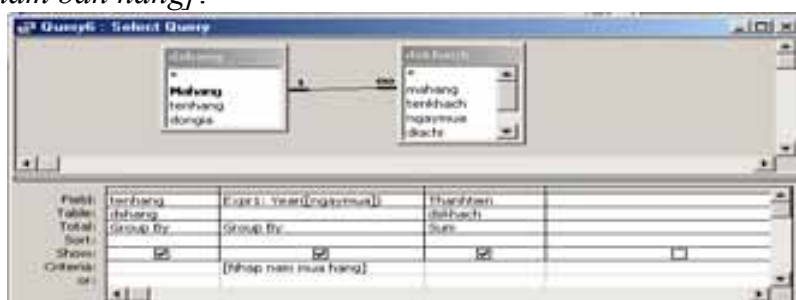 nam ban hang].
Query6 : Select Query
dshang
*
Mahang
tenhang
dongia
1
∞
dskhach
*
mahang
tenkhach
ngaymua
diachi
Field: tenhang Expr1: Year([ngaymua]) Thanhtien
Table: dshang dskhach
Total: Group By Group By Sum
Sort:
Show:
Criteria: [Nhap nam mua hang]
or: